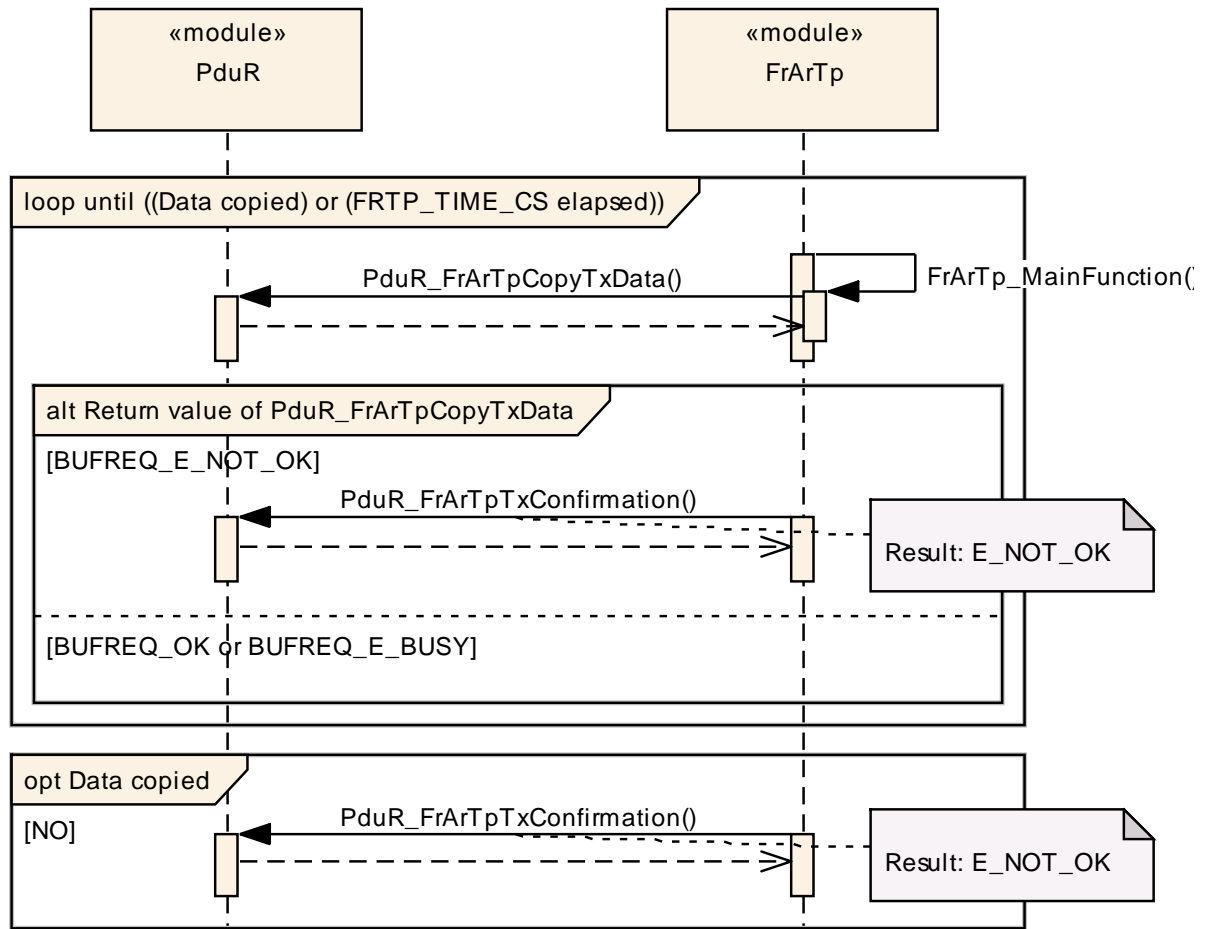 «module»
PduR
«module»
FrArTp
loop until ((Data copied) or (FRTP_TIME_CS elapsed))
FrArTp_MainFunction()
PduR_FrArTpCopyTxData()
alt Return value of PduR_FrArTpCopyTxData
[BUFREQ_E_NOT_OK]
PduR_FrArTpTxConfirmation()
Result: E_NOT_OK
[BUFREQ_OK or BUFREQ_E_BUSY]
opt Data copied
[NO]
PduR_FrArTpTxConfirmation()
Result: E_NOT_OK